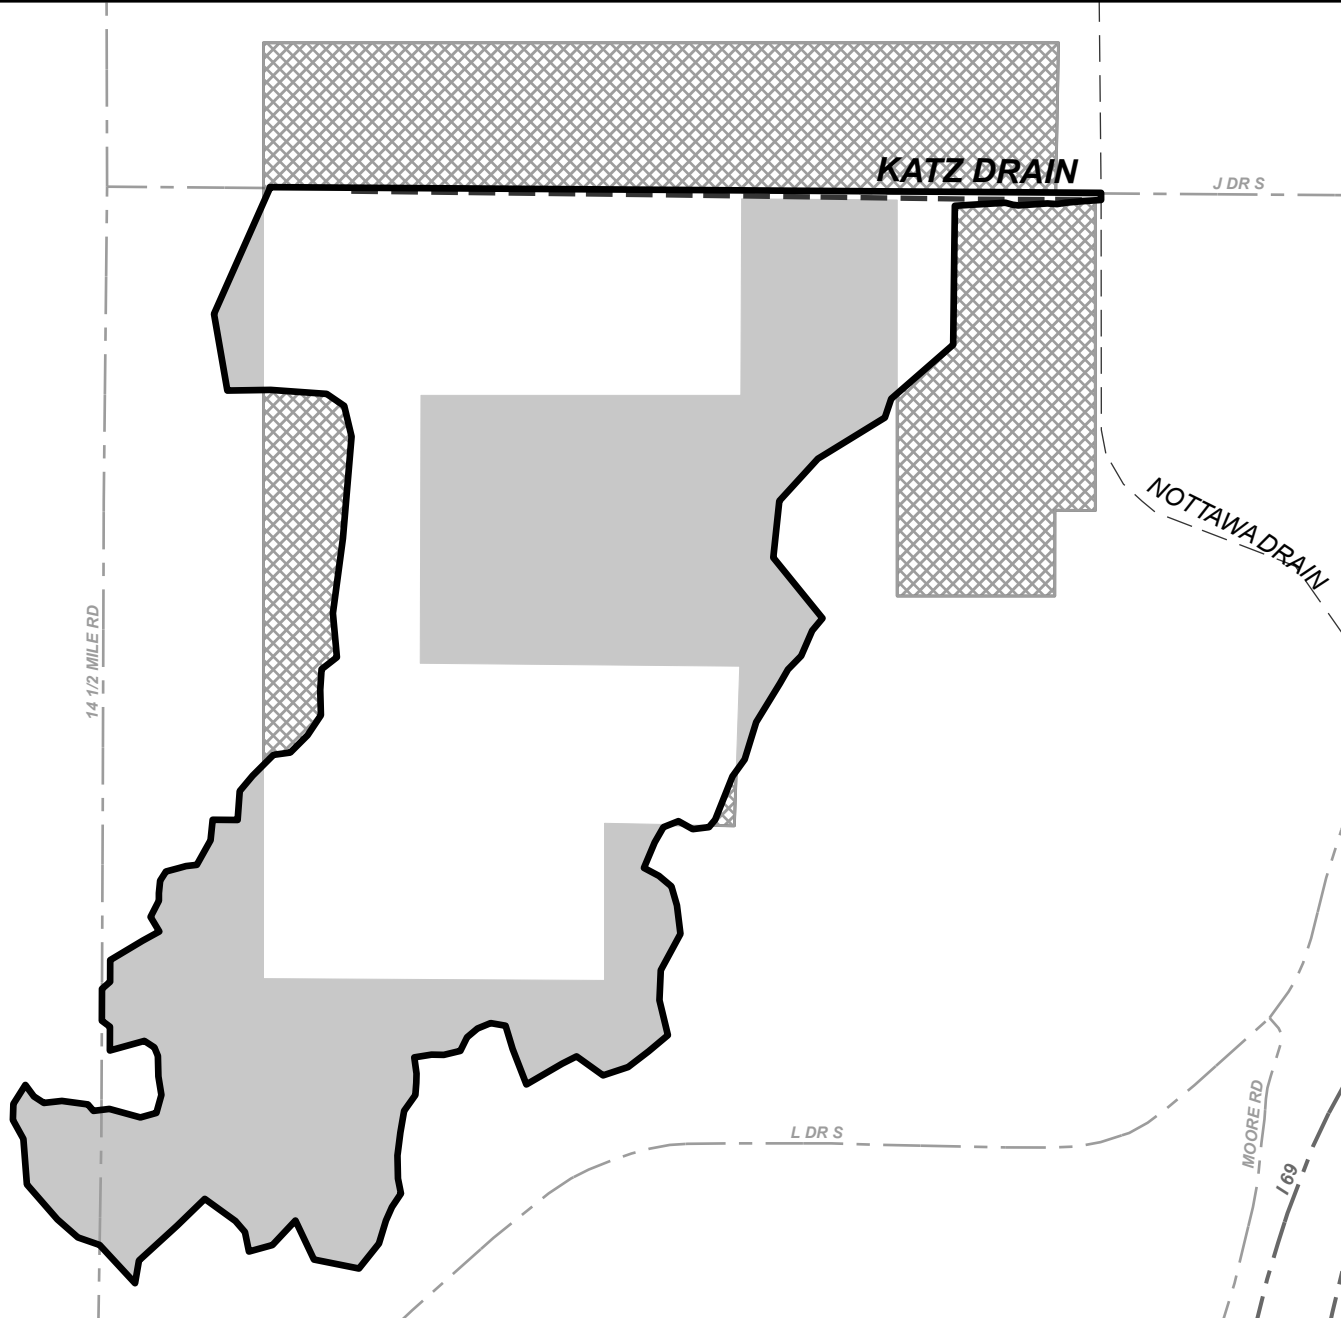 KATZ DRAIN
J DR S
NOTTAWA DRAIN
14 1/2 MILE RD
L DR S
MOORE RD
I 69